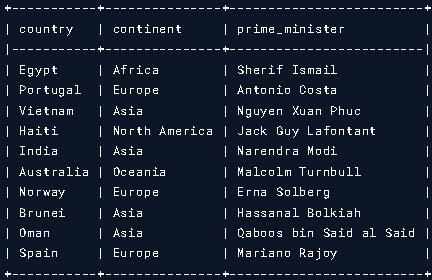 +-----------+---------------+-------------------------+
| country   | continent     | prime_minister          |
|-----------+---------------+-------------------------|
| Egypt     | Africa        | Sherif Ismail           |
| Portugal  | Europe        | Antonio Costa           |
| Vietnam   | Asia          | Nguyen Xuan Phuc        |
| Haiti     | North America | Jack Guy Lafontant      |
| India     | Asia          | Narendra Modi           |
| Australia | Oceania       | Malcolm Turnbull        |
| Norway    | Europe        | Erna Solberg            |
| Brunei    | Asia          | Hassanal Bolkiah        |
| Oman      | Asia          | Qaboos bin Said al Said |
| Spain     | Europe        | Mariano Rajoy           |
+-----------+---------------+-------------------------+